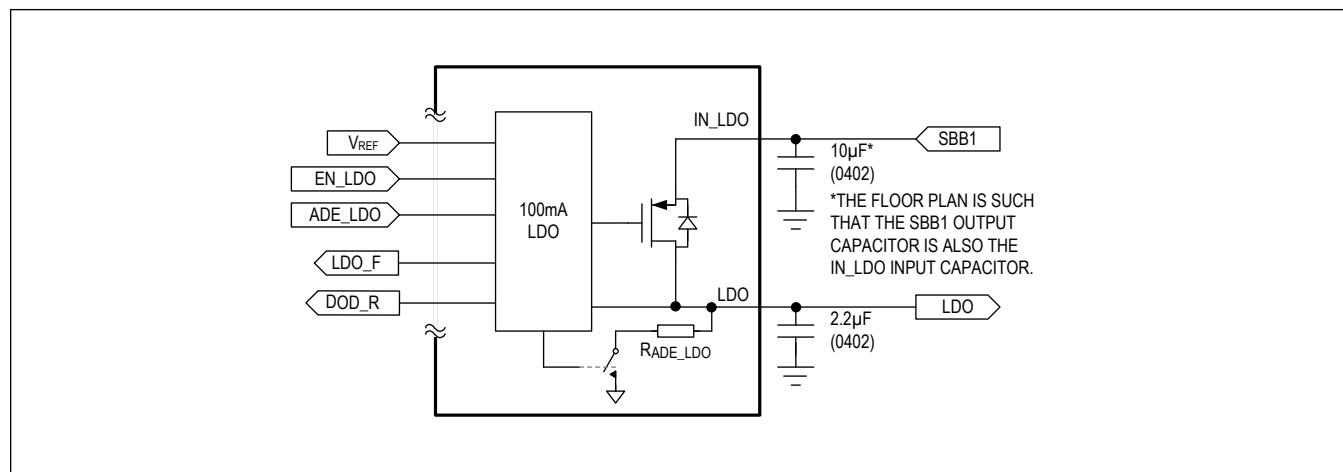 VREF
EN_LDO
ADE_LDO
LDO_F
DOD_R
100mA
LDO
IN_LDO
LDO
RADE_LDO
SBB1
10µF*
(0402)
*THE FLOOR PLAN IS SUCH
THAT THE SBB1 OUTPUT
CAPACITOR IS ALSO THE
IN_LDO INPUT CAPACITOR.
LDO
2.2µF
(0402)